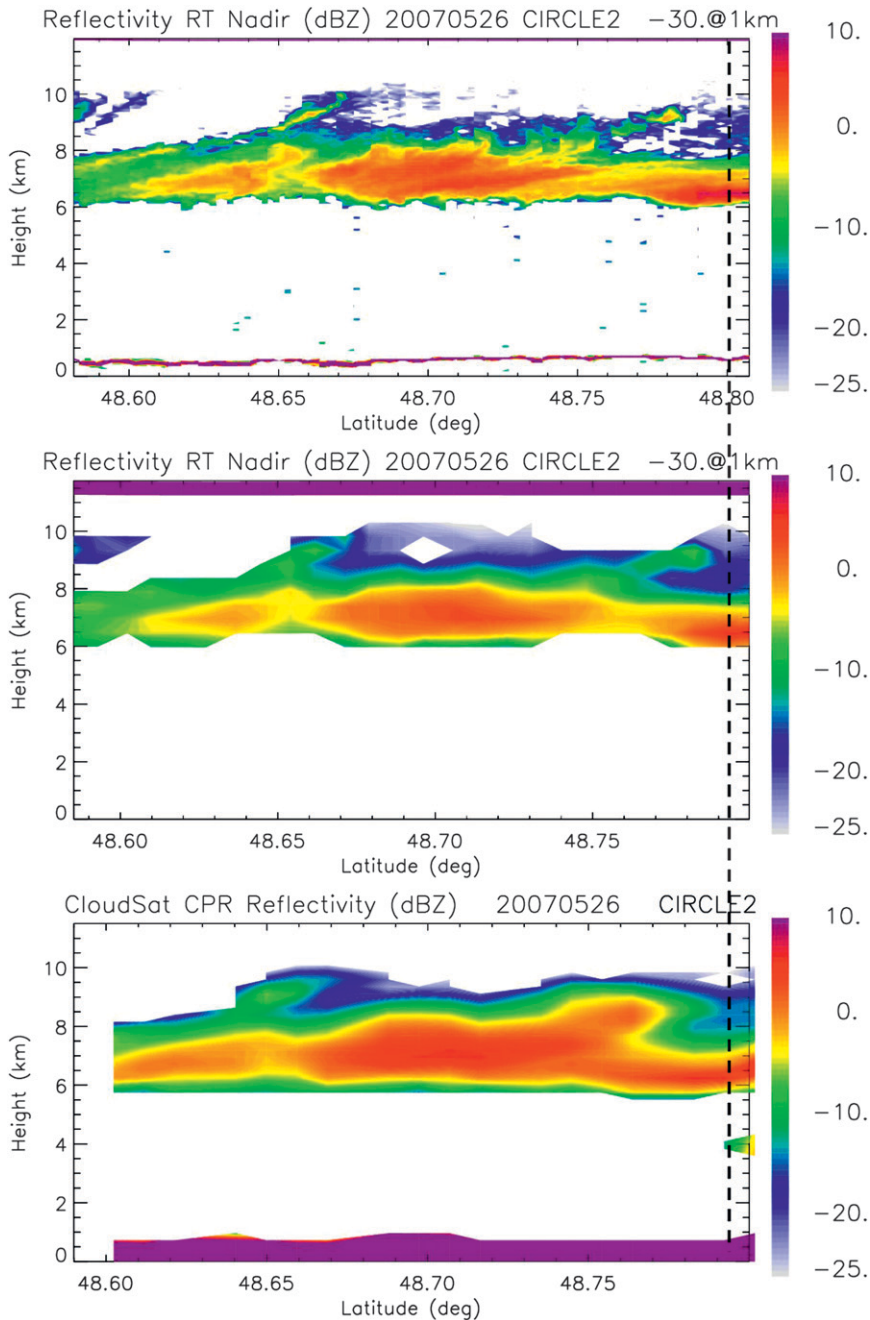 Reflectivity RT Nadir (dBZ) 20070526 CIRCLE2 -30.@1km
10.
0.
-10.
-20.
-25.
Height (km)
10
8
6
4
2
0
48.60 48.65 48.70 48.75 48.80
Latitude (deg)
Reflectivity RT Nadir (dBZ) 20070526 CIRCLE2 -30.@1km
10.
0.
-10.
-20.
-25.
Height (km)
10
8
6
4
2
0
48.60 48.65 48.70 48.75
Latitude (deg)
CloudSat CPR Reflectivity (dBZ) 20070526 CIRCLE2
10.
0.
-10.
-20.
-25.
Height (km)
10
8
6
4
2
0
48.60 48.65 48.70 48.75
Latitude (deg)